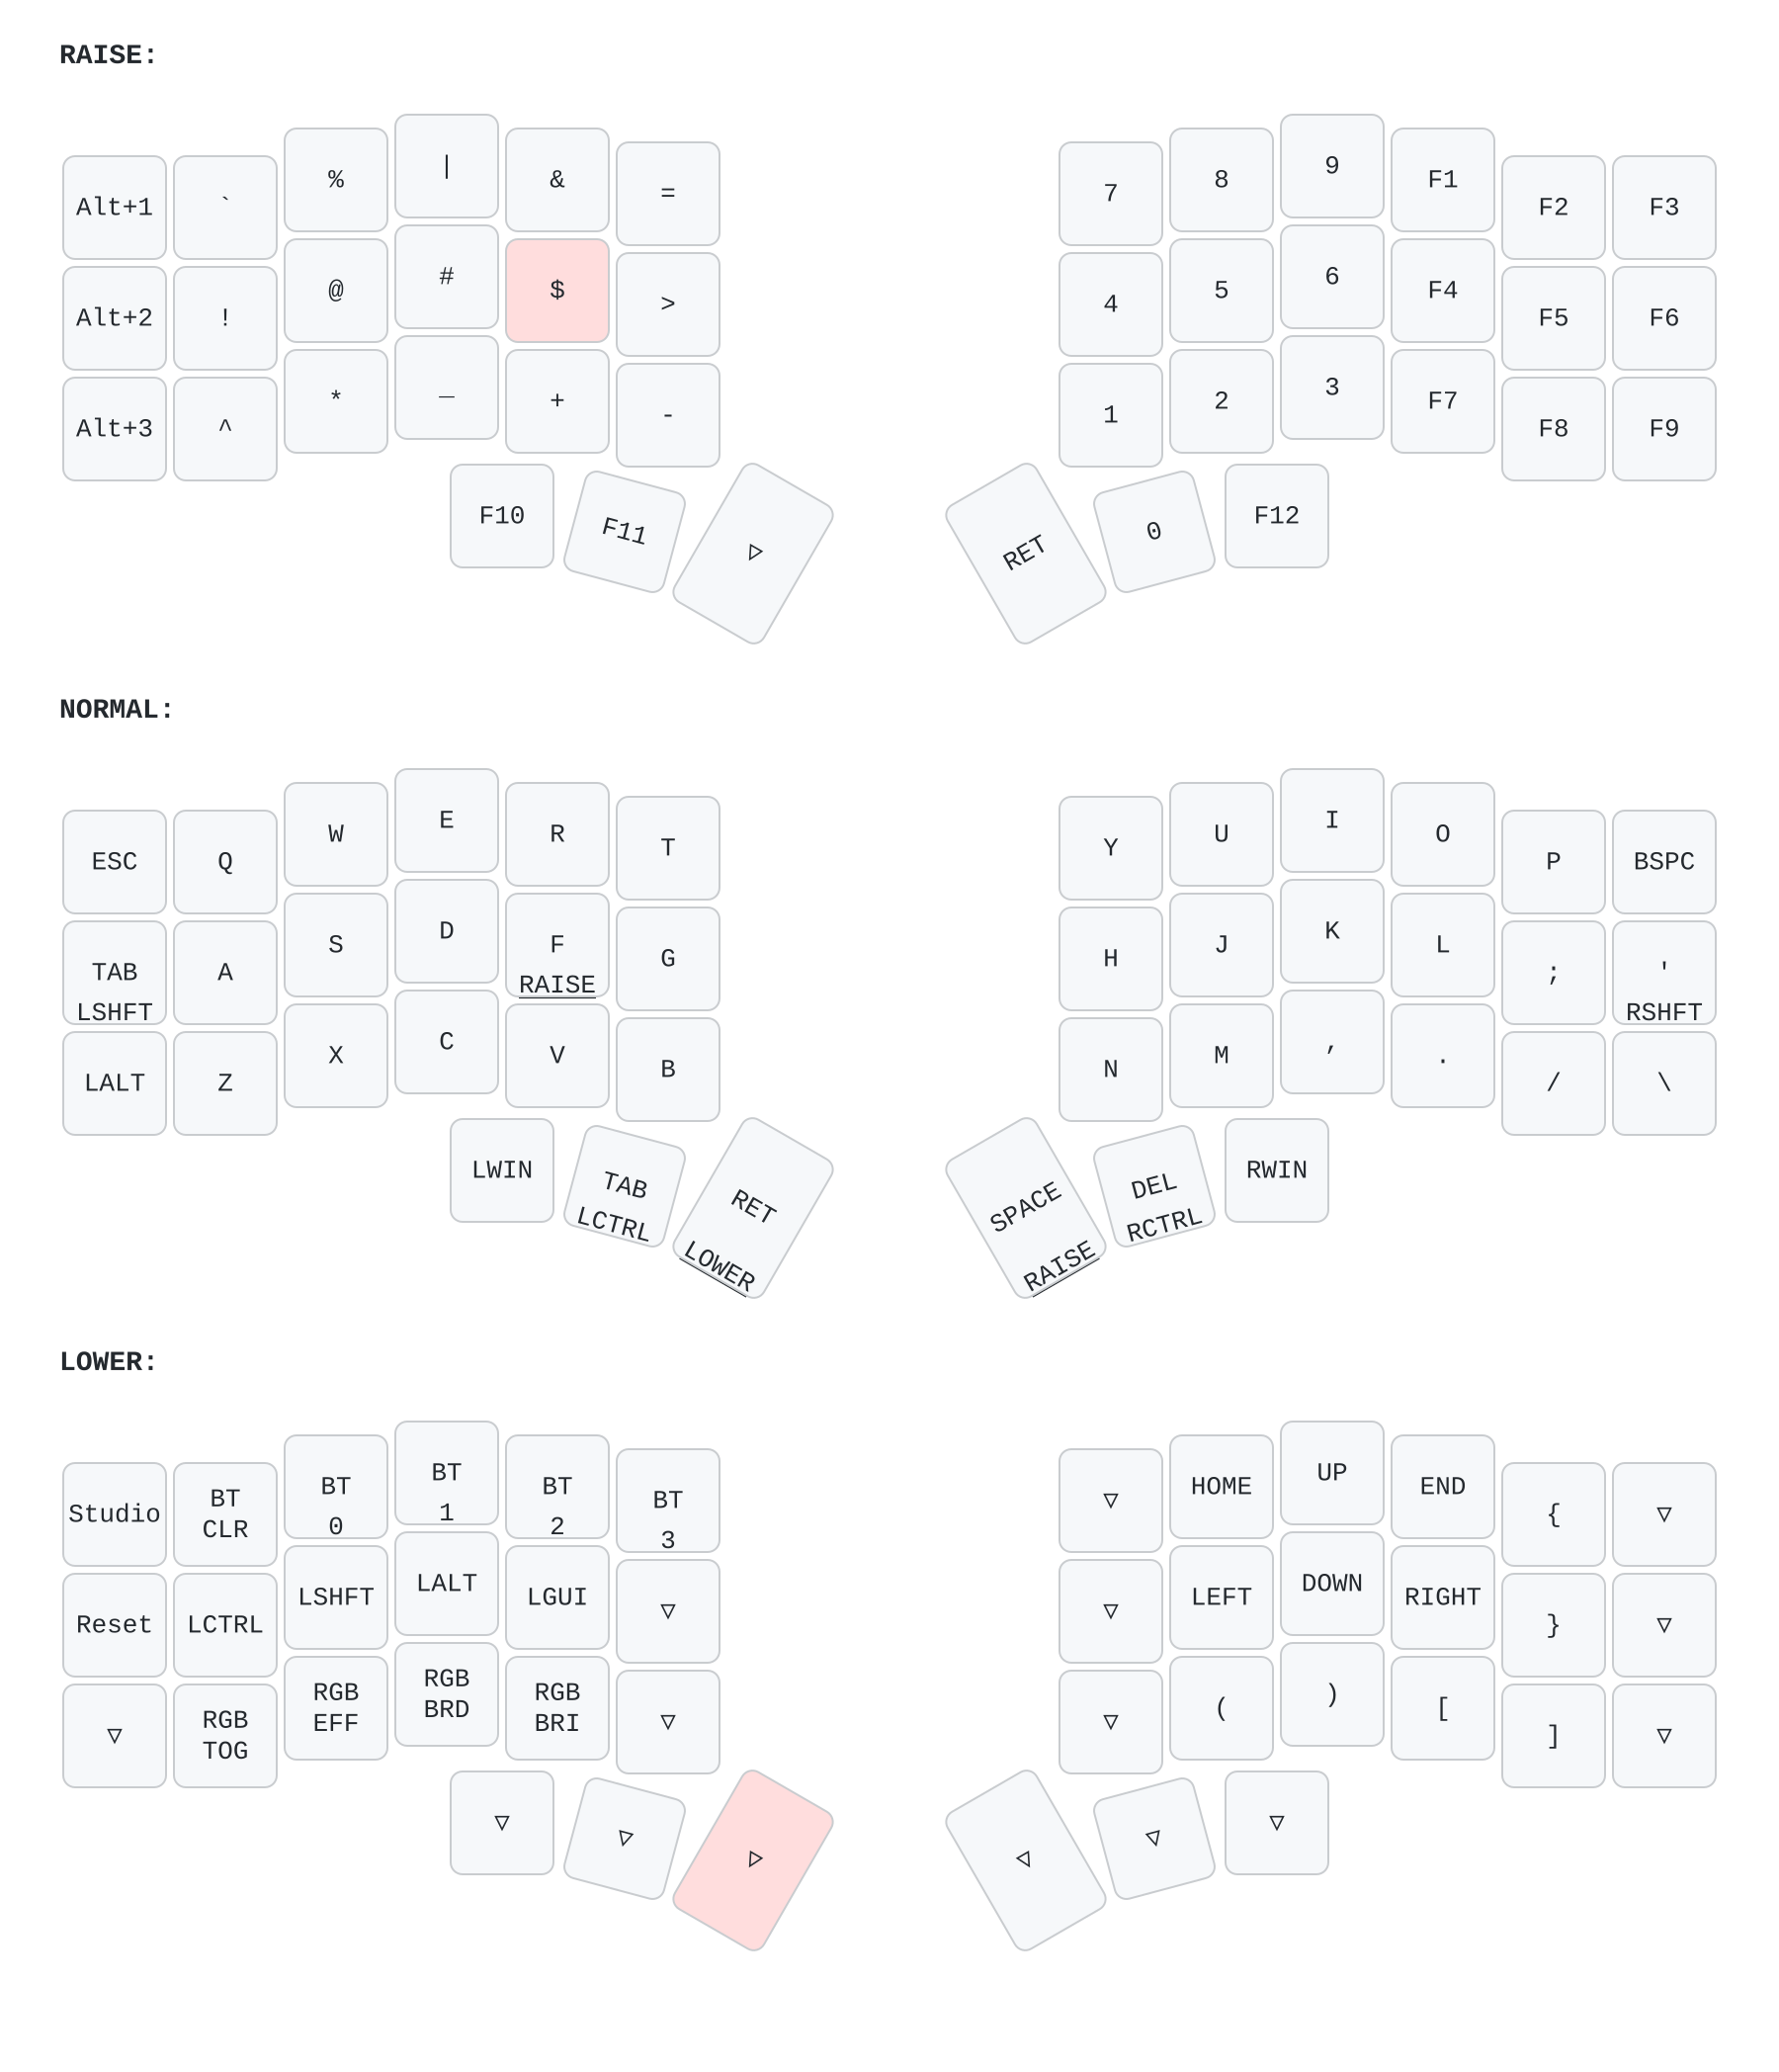 RAISE:
Alt+1 ` % | & = 7 8 9 F1 F2 F3
Alt+2 ! @ # $ > 4 5 6 F4 F5 F6
Alt+3 ^ * _ + - 1 2 3 F7 F8 F9
F10 F11 ▽ RET 0 F12
NORMAL:
ESC Q W E R T Y U I O P BSPC
TAB A S D F G H J K L ; '
LSHFT RAISE RSHFT
LALT Z X C V B N M , . / \
LWIN TAB RET SPACE DEL RWIN
LCTRL LOWER RAISE RCTRL
LOWER:
Studio BT BT BT BT BT ▽ HOME UP END { ▽
CLR 0 1 2 3
Reset LCTRL LSHFT LALT LGUI ▽ ▽ LEFT DOWN RIGHT } ▽
▽ RGB RGB RGB RGB ▽ ▽ ( ) [ ] ▽
TOG EFF BRD BRI
▽ ▽ ▽ ▽ ▽ ▽